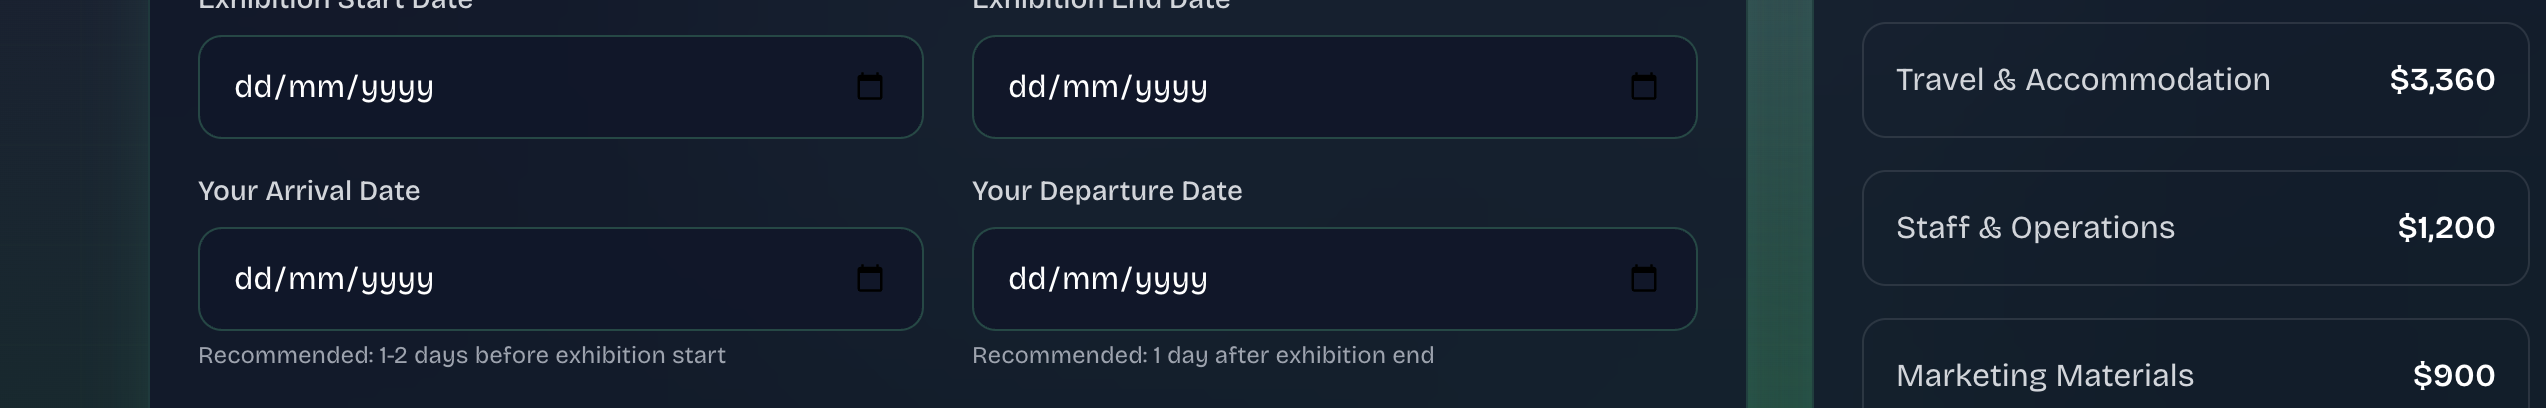 Exhibition Start Date
Exhibition End Date
dd/mm/yyyy
dd/mm/yyyy
Your Arrival Date
Your Departure Date
dd/mm/yyyy
dd/mm/yyyy
Recommended: 1-2 days before exhibition start
Recommended: 1 day after exhibition end
Travel & Accommodation $3,360
Staff & Operations $1,200
Marketing Materials $900